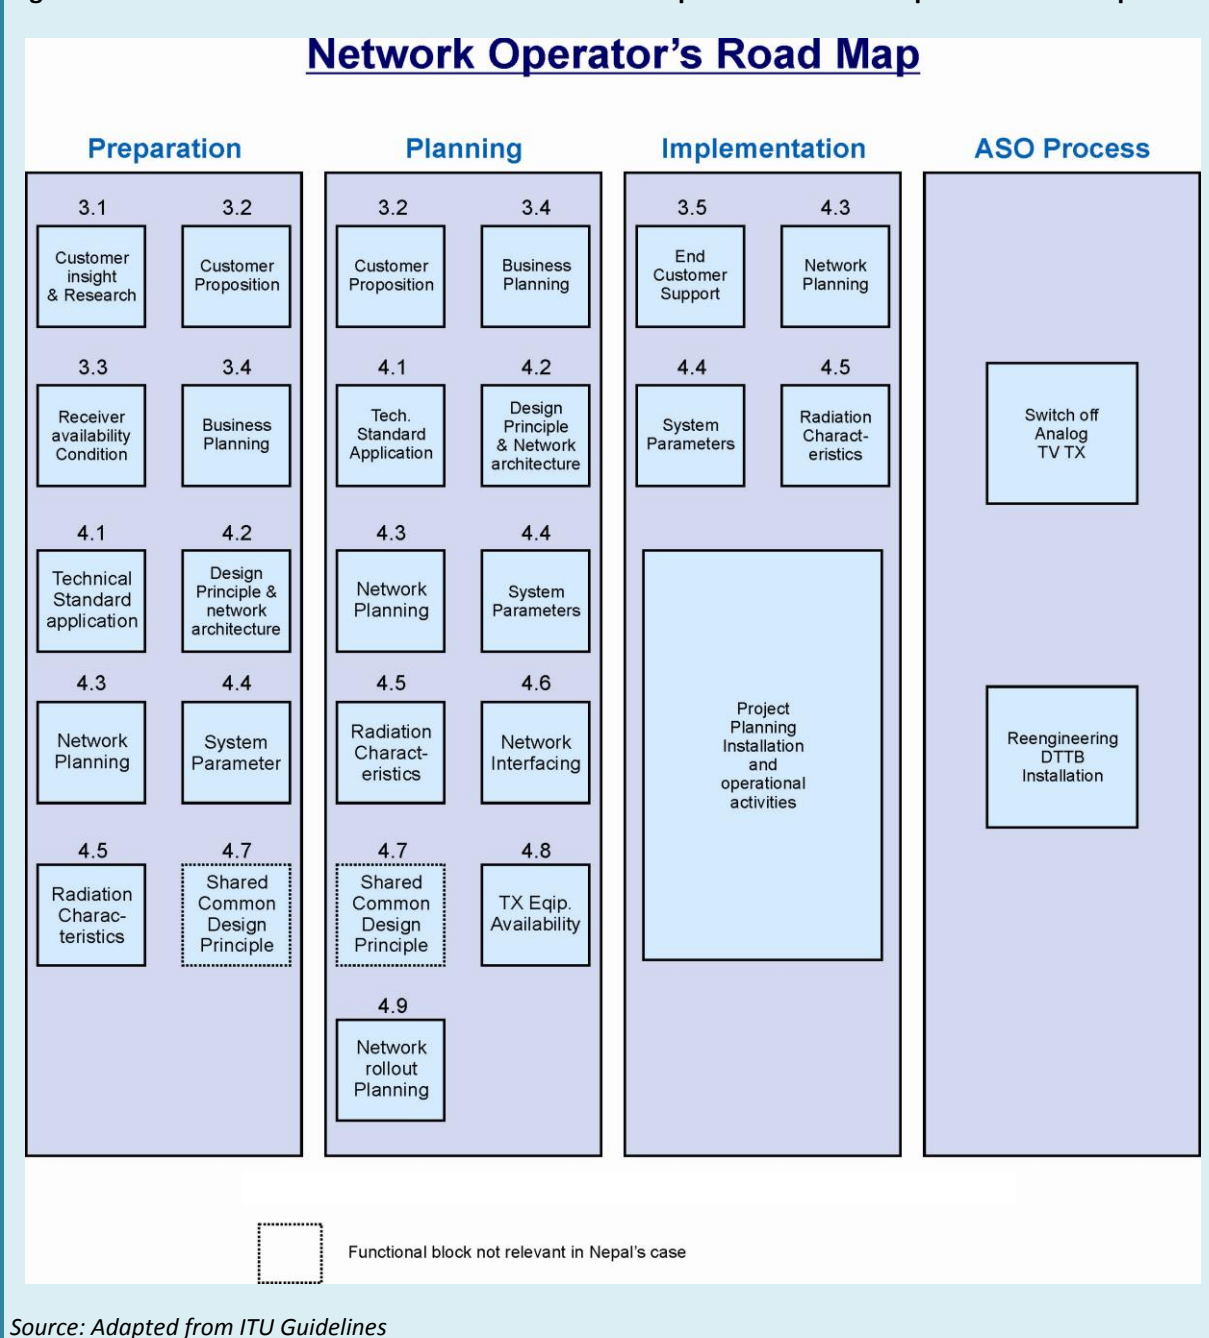 Network Operator's Road Map
Preparation
3.1
Customer
insight
& Research
3.2
Customer
Proposition
3.3
Receiver
availability
Condition
3.4
Business
Planning
4.1
Technical
Standard
application
4.2
Design
Principle &
network
architecture
4.3
Network
Planning
4.4
System
Parameter
4.5
Radiation
Charac-
teristics
4.7
Shared
Common
Design
Principle
Planning
3.2
Customer
Proposition
3.4
Business
Planning
4.1
Tech.
Standard
Application
4.2
Design
Principle
& Network
architecture
4.3
Network
Planning
4.4
System
Parameters
4.5
Radiation
Charact-
eristics
4.6
Network
Interfacing
4.7
Shared
Common
Design
Principle
4.8
TX Eqip.
Availability
4.9
Network
rollout
Planning
Implementation
3.5
End
Customer
Support
4.3
Network
Planning
4.4
System
Parameters
4.5
Radiation
Charact-
eristics
Project
Planning
Installation
and
operational
activities
ASO Process
Switch off
Analog
TV TX
Reengineering
DTTB
Installation
Functional block not relevant in Nepal's case
Source: Adapted from ITU Guidelines